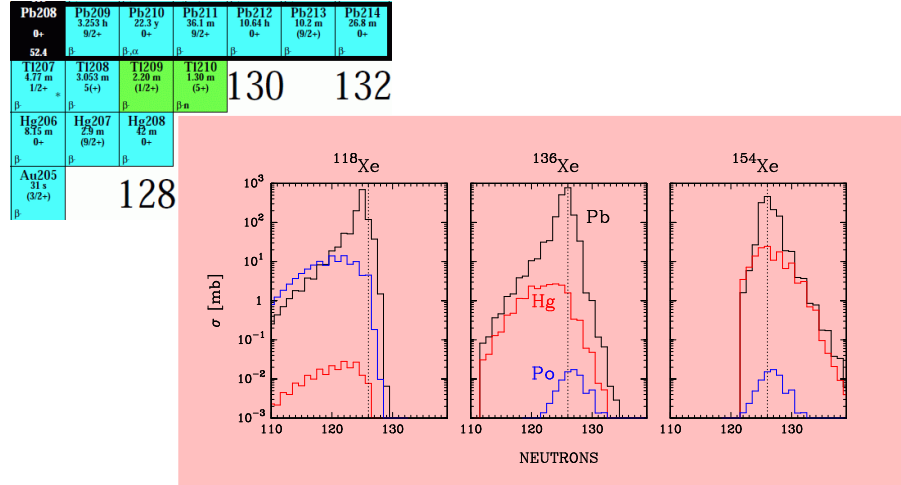 Pb208 Pb209 Pb210 Pb211 Pb212 Pb213 Pb214
3.253 h 22.3 y 36.1 m 10.64 h 10.2 m 26.8 m
0+ 9/2+ 0+ 9/2+ 0+ (9/2+) 0+
52.4 β- β-,α β- β- β- β-
Tl207 Tl208 Tl209 Tl210
4.77 m 3.053 m 2.20 m 1.30 m
1/2+ * 5(+) (1/2+) (5+)
β- β- β- β-n
130 132
Hg206 Hg207 Hg208
8.15 m 2.9 m 42 m
0+ (9/2+) 0+
β- β- β-
Au205
31 s
(3/2+)
β-
128
118Xe 136Xe 154Xe
10³
10²
10¹
1
10⁻¹
10⁻²
10⁻³
σ [mb]
Pb
Hg
Po
110 130 120 130 120 130
NEUTRONS